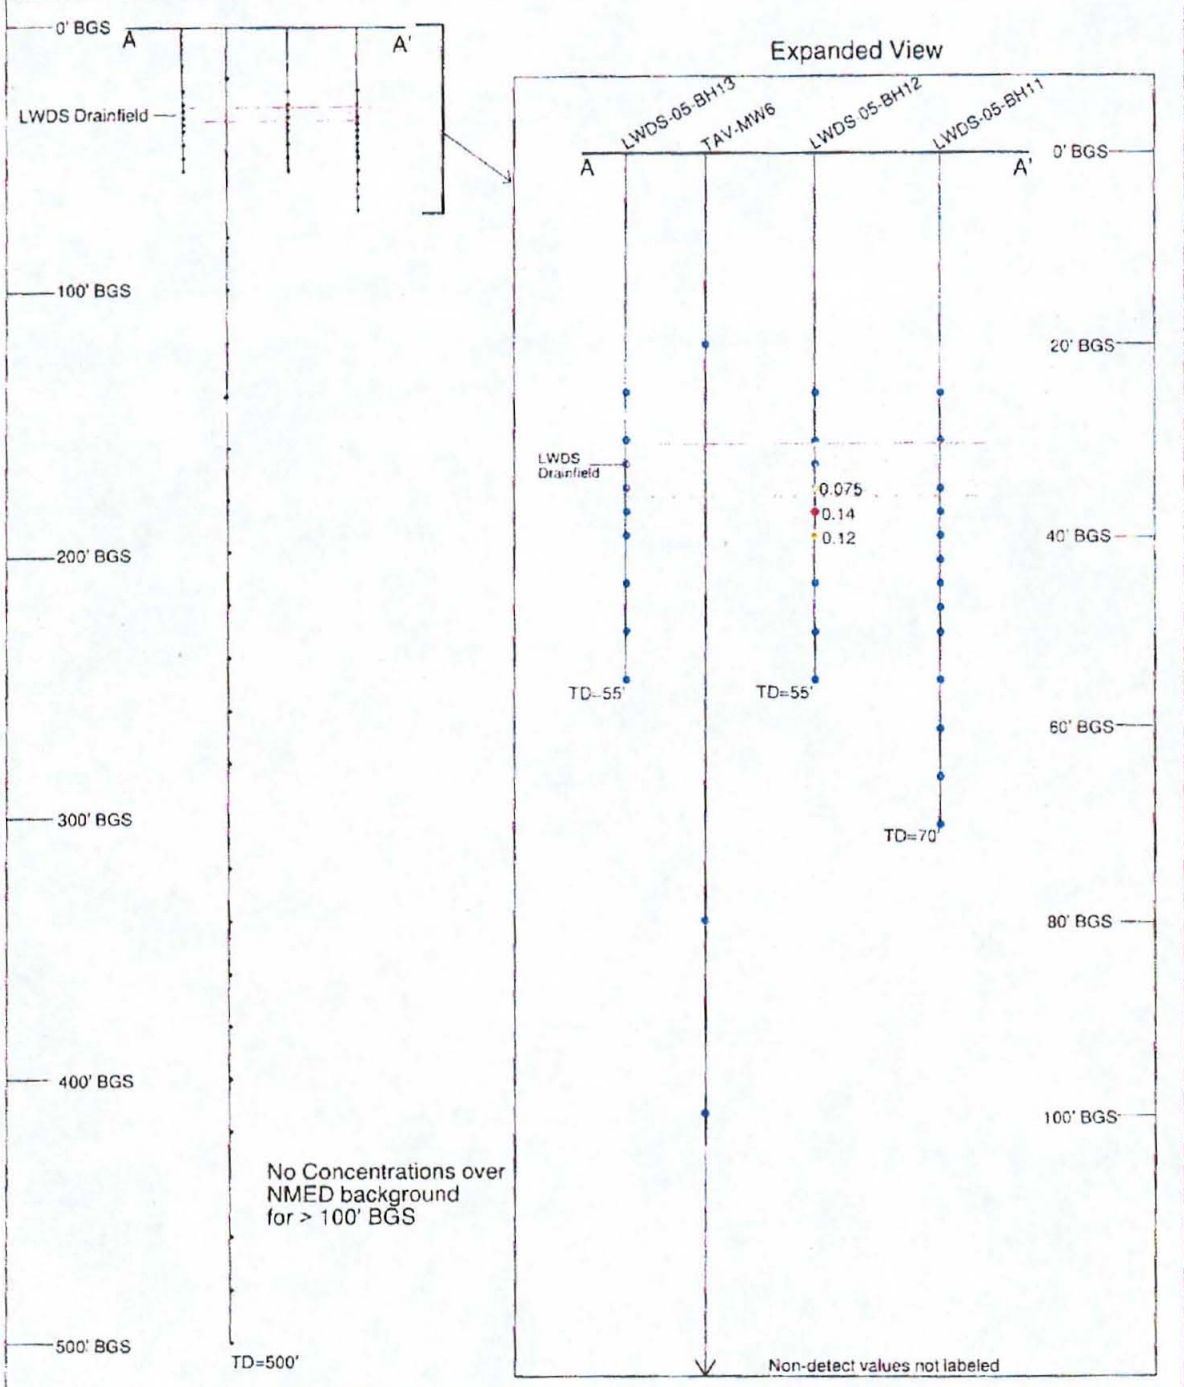 0' BGS
A
A'
LWDS Drainfield
100' BGS
200' BGS
300' BGS
400' BGS
500' BGS
TD=500'
No Concentrations over
NMED background
for > 100' BGS
Expanded View
LWDS-05-BH13
TAV-MW6
LWDS-05-BH12
LWDS-05-BH11
A
A'
0' BGS
20' BGS
LWDS
Drainfield
0.075
0.14
0.12
40' BGS
TD=55'
TD=55'
60' BGS
TD=70'
80' BGS
100' BGS
Non-detect values not labeled